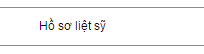 Hồ sơ liệt sỹ